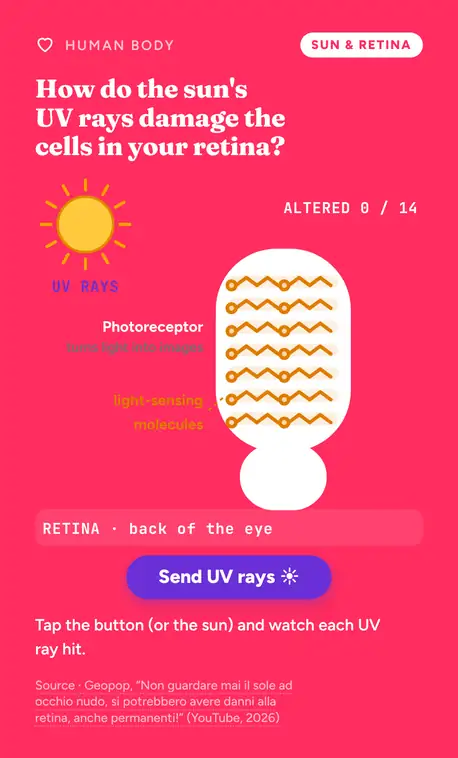 HUMAN BODY
SUN & RETINA
How do the sun's
UV rays damage the
cells in your retina?
ALTERED 0 / 14
UV RAYS
Photoreceptor
turns light into images
light-sensing
molecules
RETINA · back of the eye
Send UV rays ☀
Tap the button (or the sun) and watch each UV
ray hit.
Source · Geopop, “Non guardare mai il sole ad
occhio nudo, si potrebbero avere danni alla
retina, anche permanenti!” (YouTube, 2026)